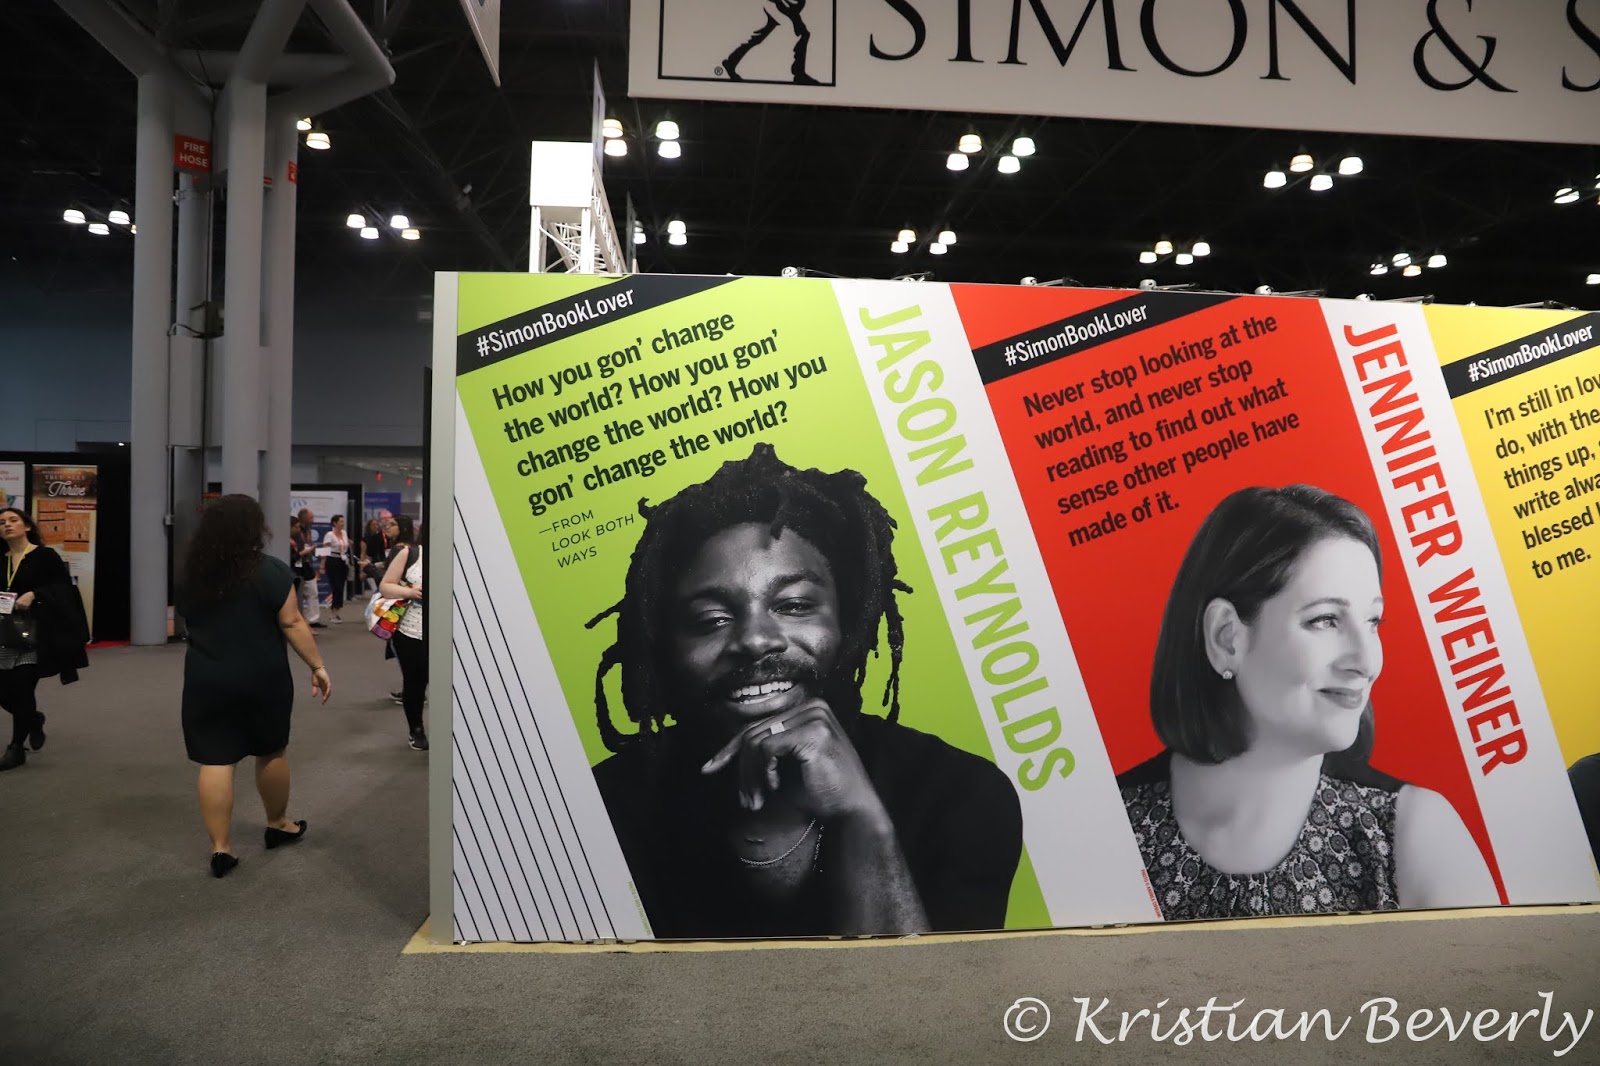 SIMON & S
®
FIRE
HOSE
Thrive
#SimonBookLover
How you gon' change
the world? How you gon'
change the world? How you
gon' change the world?
—FROM
LOOK BOTH
WAYS
JASON REYNOLDS
#SimonBookLover
Never stop looking at the
world, and never stop
reading to find out what
sense other people have
made of it.
JENNIFER WEINER
#SimonBookLover
I'm still in lov
do, with the
things up,
write alwa
blessed
to me.
© Kristian Beverly